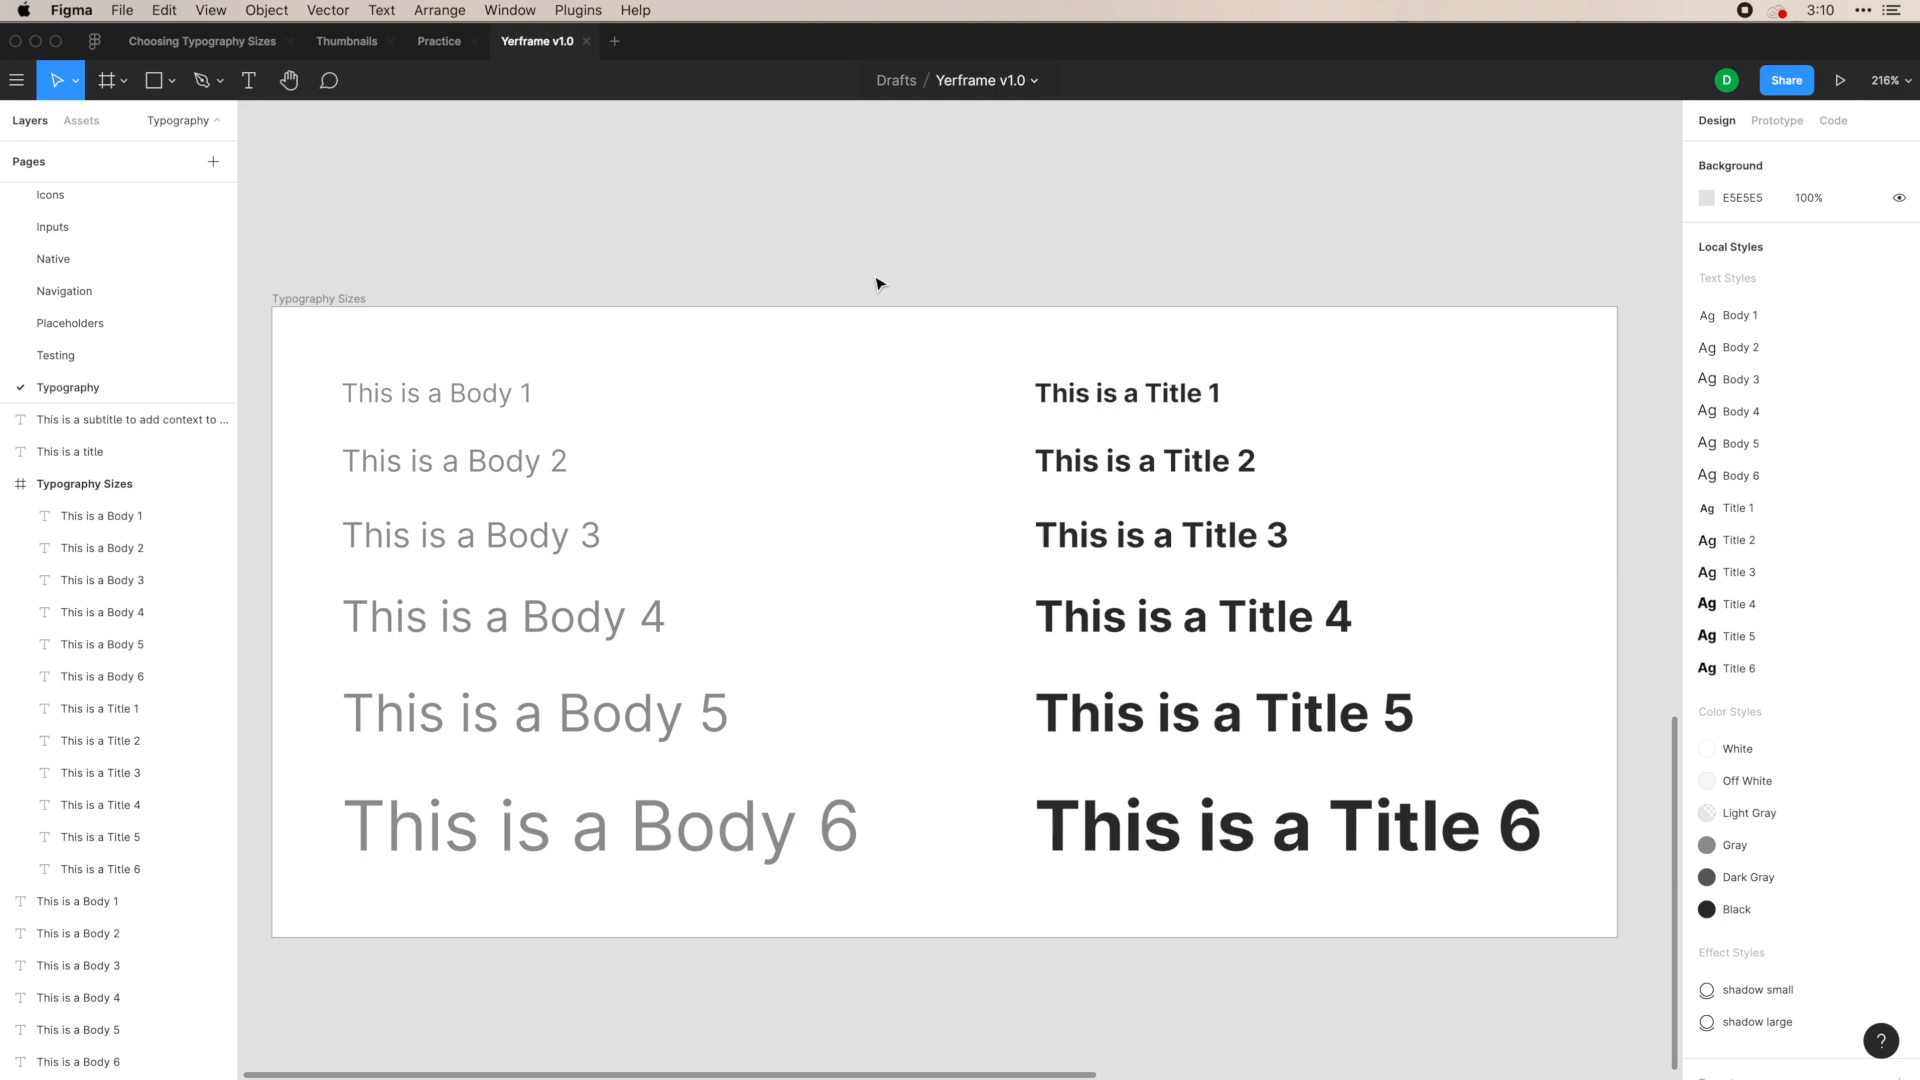 Figma File Edit View Object Vector Text Arrange Window Plugins Help 3:10
Choosing Typography Sizes Thumbnails Practice Yerframe v1.0
Drafts / Yerframe v1.0 D Share 216%
Layers Assets Typography
Pages
Icons
Inputs
Native
Navigation
Placeholders
Testing
Typography
This is a subtitle to add context to ...
This is a title
Typography Sizes
This is a Body 1
This is a Body 2
This is a Body 3
This is a Body 4
This is a Body 5
This is a Body 6
This is a Title 1
This is a Title 2
This is a Title 3
This is a Title 4
This is a Title 5
This is a Title 6
This is a Body 1
This is a Body 2
This is a Body 3
This is a Body 4
This is a Body 5
This is a Body 6
Typography Sizes
This is a Body 1
This is a Body 2
This is a Body 3
This is a Body 4
This is a Body 5
This is a Body 6
This is a Title 1
This is a Title 2
This is a Title 3
This is a Title 4
This is a Title 5
This is a Title 6
Design Prototype Code
Background
E5E5E5 100%
Local Styles
Text Styles
Ag Body 1
Ag Body 2
Ag Body 3
Ag Body 4
Ag Body 5
Ag Body 6
Ag Title 1
Ag Title 2
Ag Title 3
Ag Title 4
Ag Title 5
Ag Title 6
Color Styles
White
Off White
Light Gray
Gray
Dark Gray
Black
Effect Styles
shadow small
shadow large
?